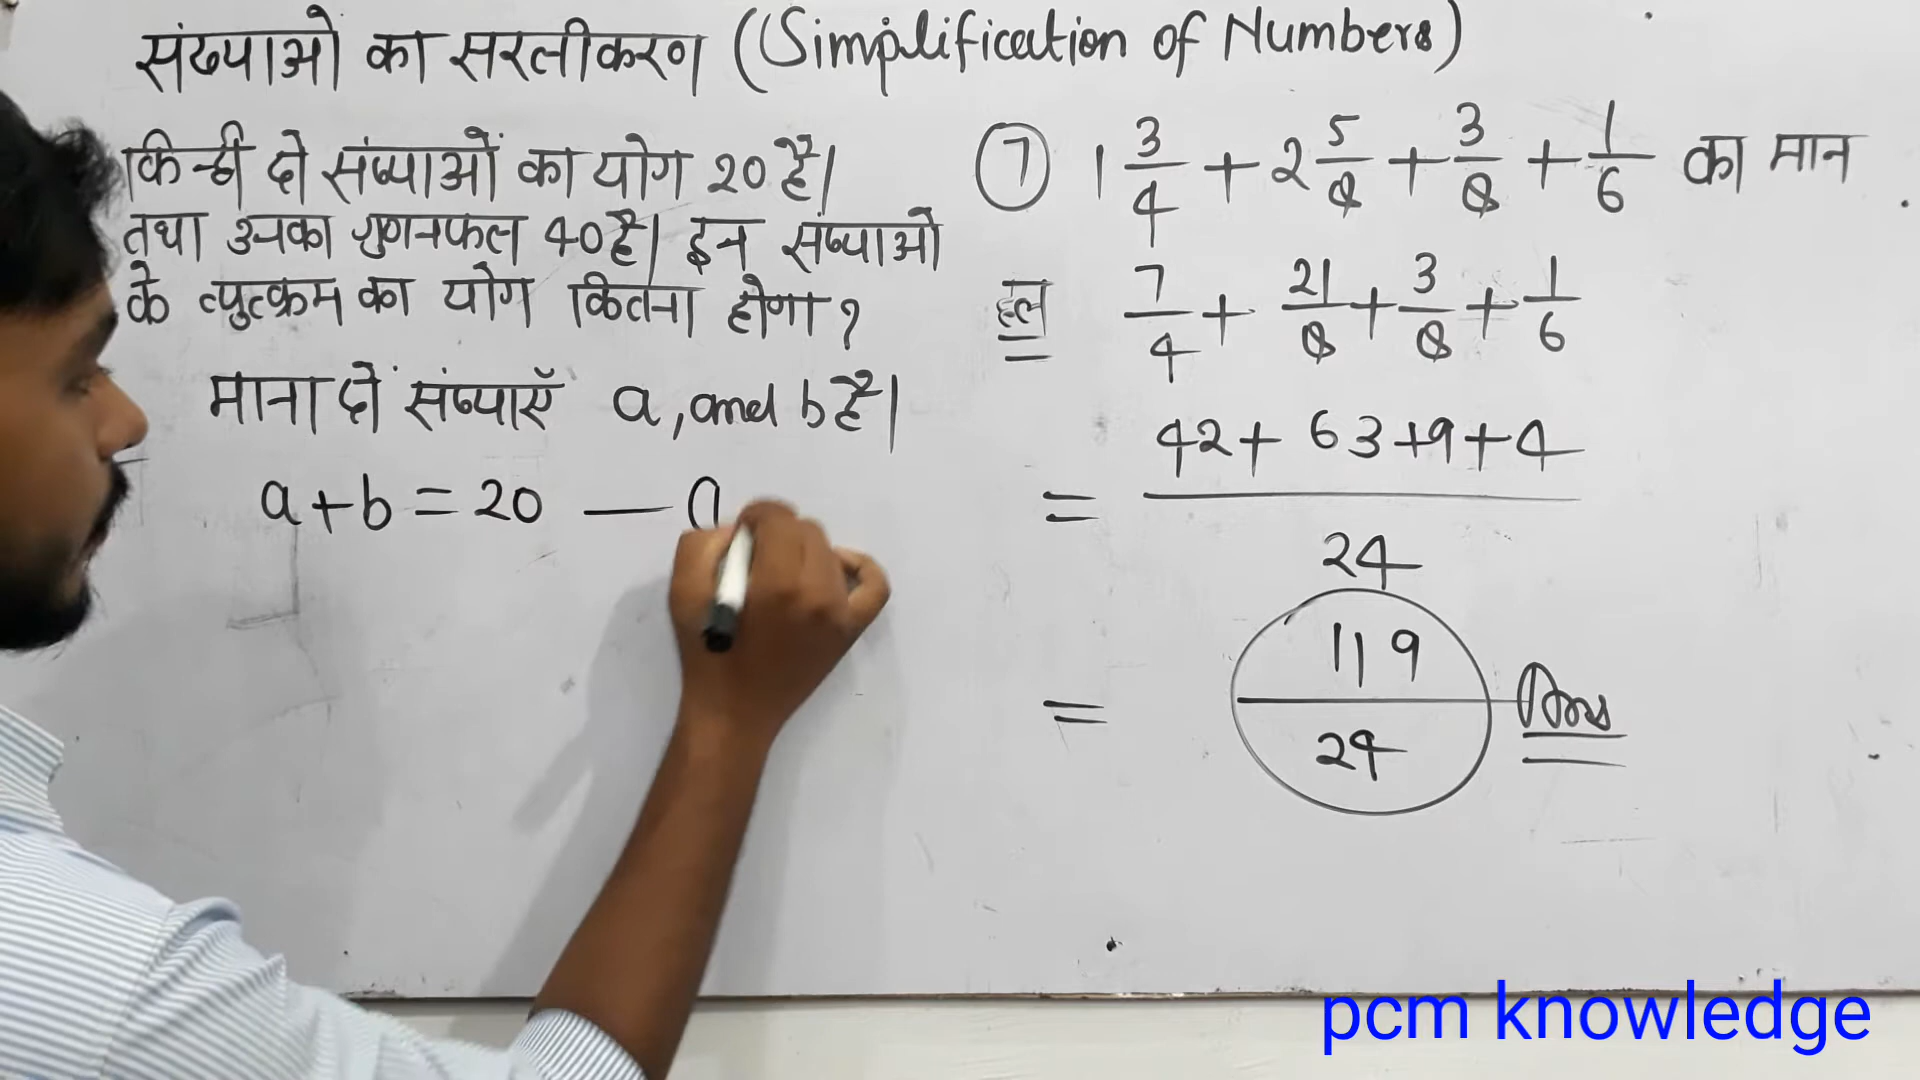 संख्याओ का सरलीकरण (Simplification of Numbers)
किन्ही दो संख्याओं का योग 20 है।
तथा उनका गुणनफल 40 है। इन संख्याओ
के व्युत्क्रम का योग कितना होगा ?
माना दों संख्याएँ a, and b है।
a+b = 20 —
⑦ 1 3/4 + 2 5/8 + 3/8 + 1/6 का मान
हल 7/4 + 21/8 + 3/8 + 1/6
= 42+ 63+9+4 / 24
= 119 / 24 Ans
pcm knowledge